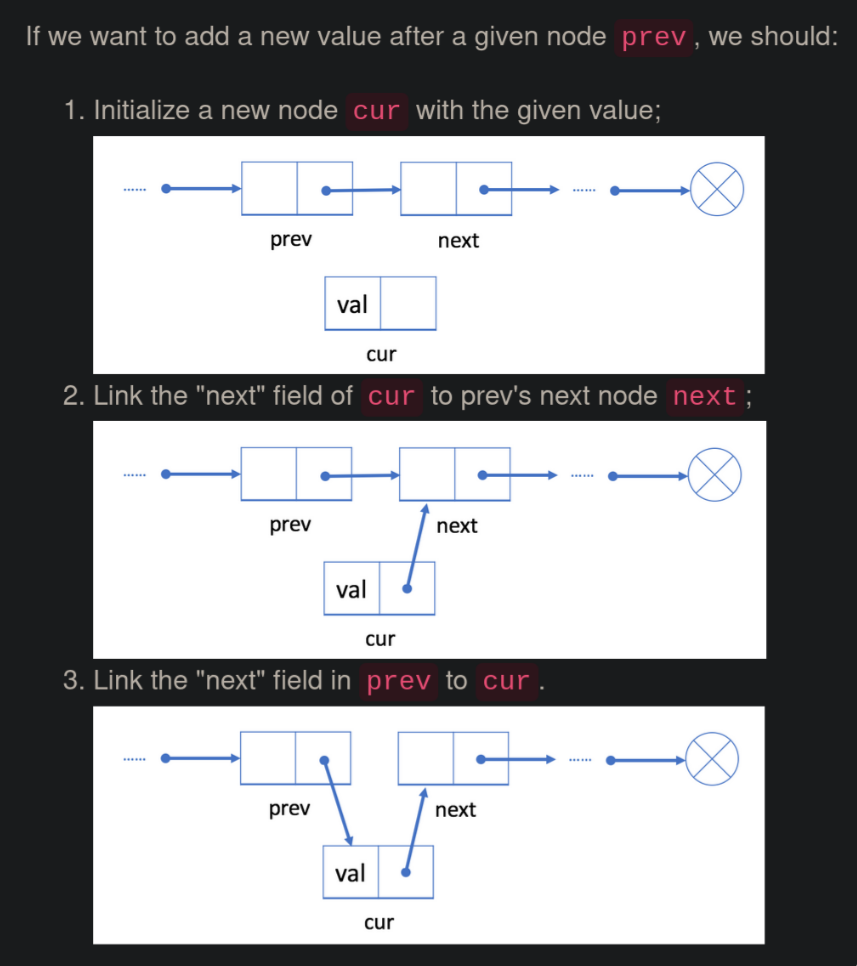 If we want to add a new value after a given node prev, we should:
1. Initialize a new node cur with the given value;
...... ......
prev next
val
cur
2. Link the "next" field of cur to prev's next node next;
...... ......
prev next
val
cur
3. Link the "next" field in prev to cur.
...... ......
prev next
val
cur